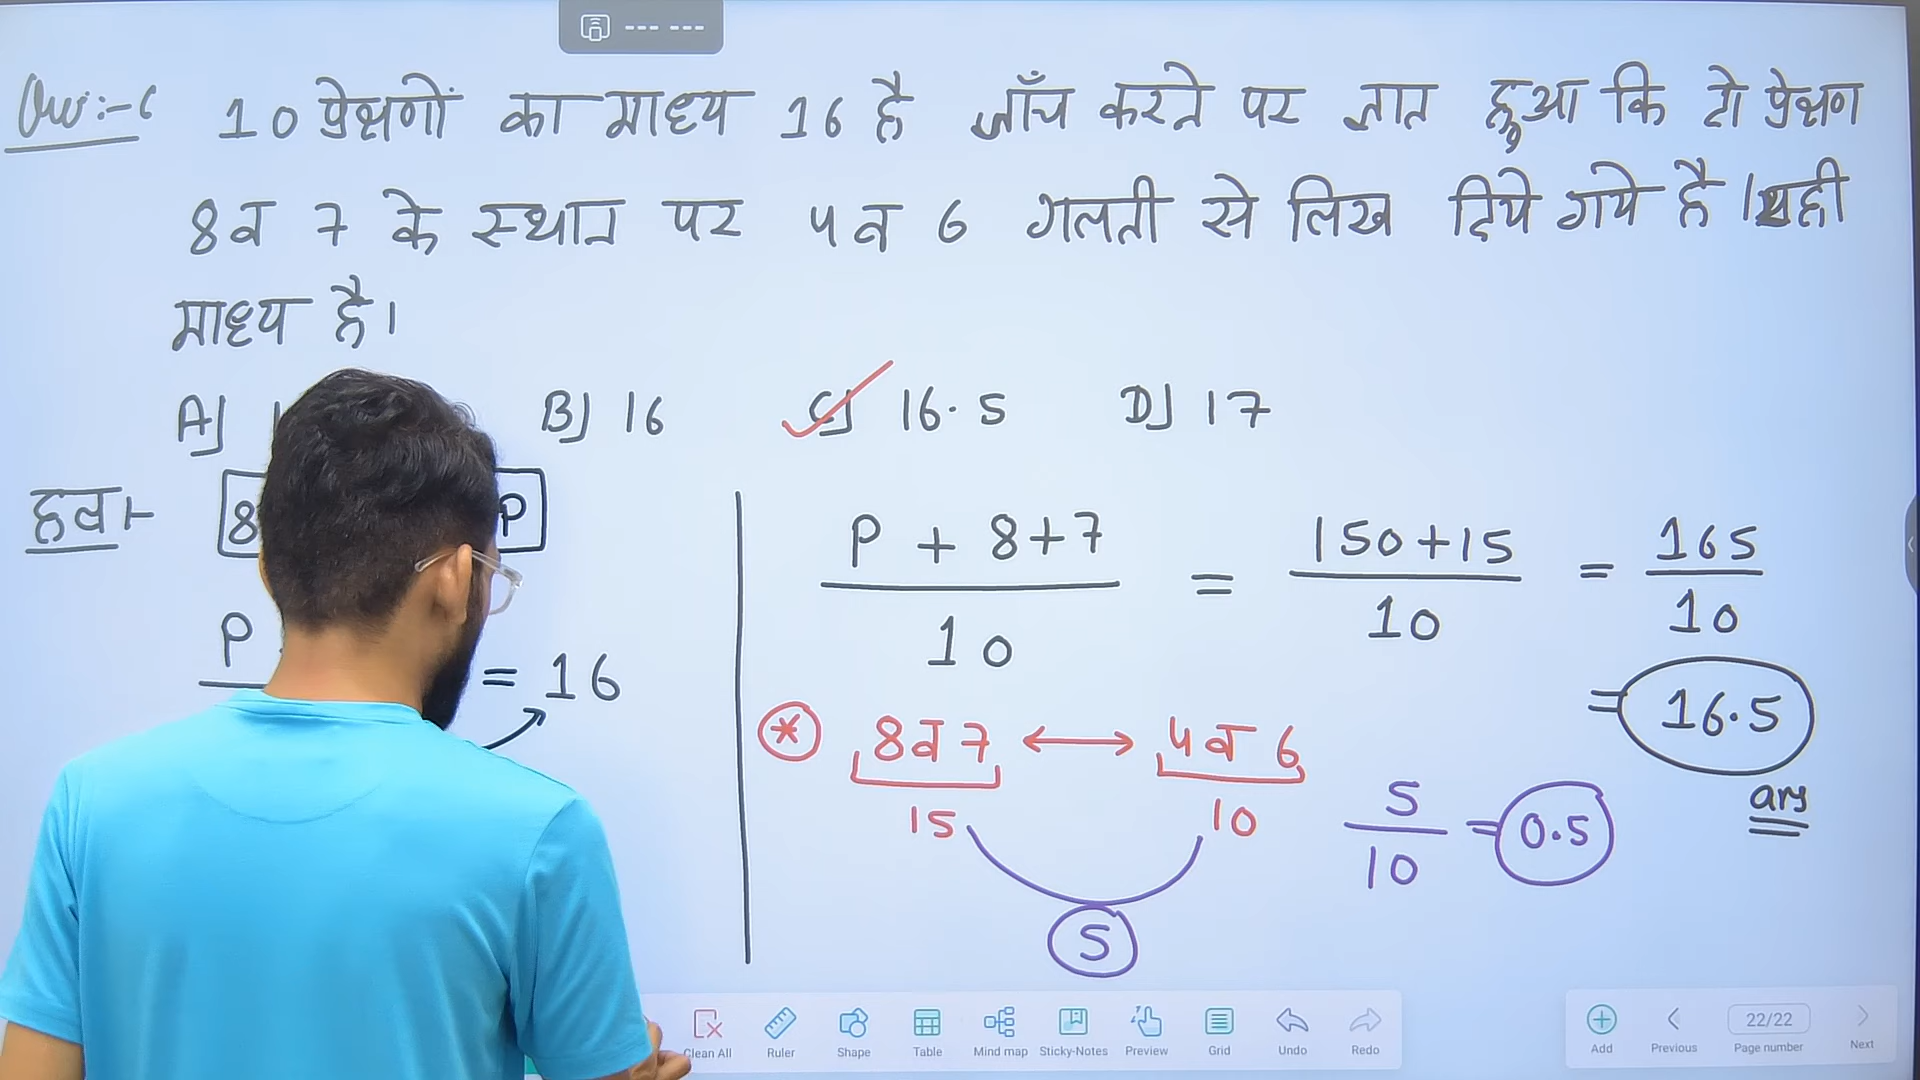 10 प्रेक्षणों का माध्य 16 है जाँच करने पर ज्ञात हुआ कि दो प्रेक्षण
8 व 7 के स्थान पर 4 व 6 गलती से लिख दिये गये है। सही
माध्य है।
A] B] 16 C] 16.5 D] 17
हल:-
8 P
P = 16
P + 8+7 / 10 = 150+15 / 10 = 165 / 10
= 16.5
ans
* 8 व 7 ↔ 4 व 6
15 10
5
5 / 10 = 0.5
Clean All Ruler Shape Table Mind map Sticky-Notes Preview Grid Undo Redo
Add Previous 22/22 Page number Next